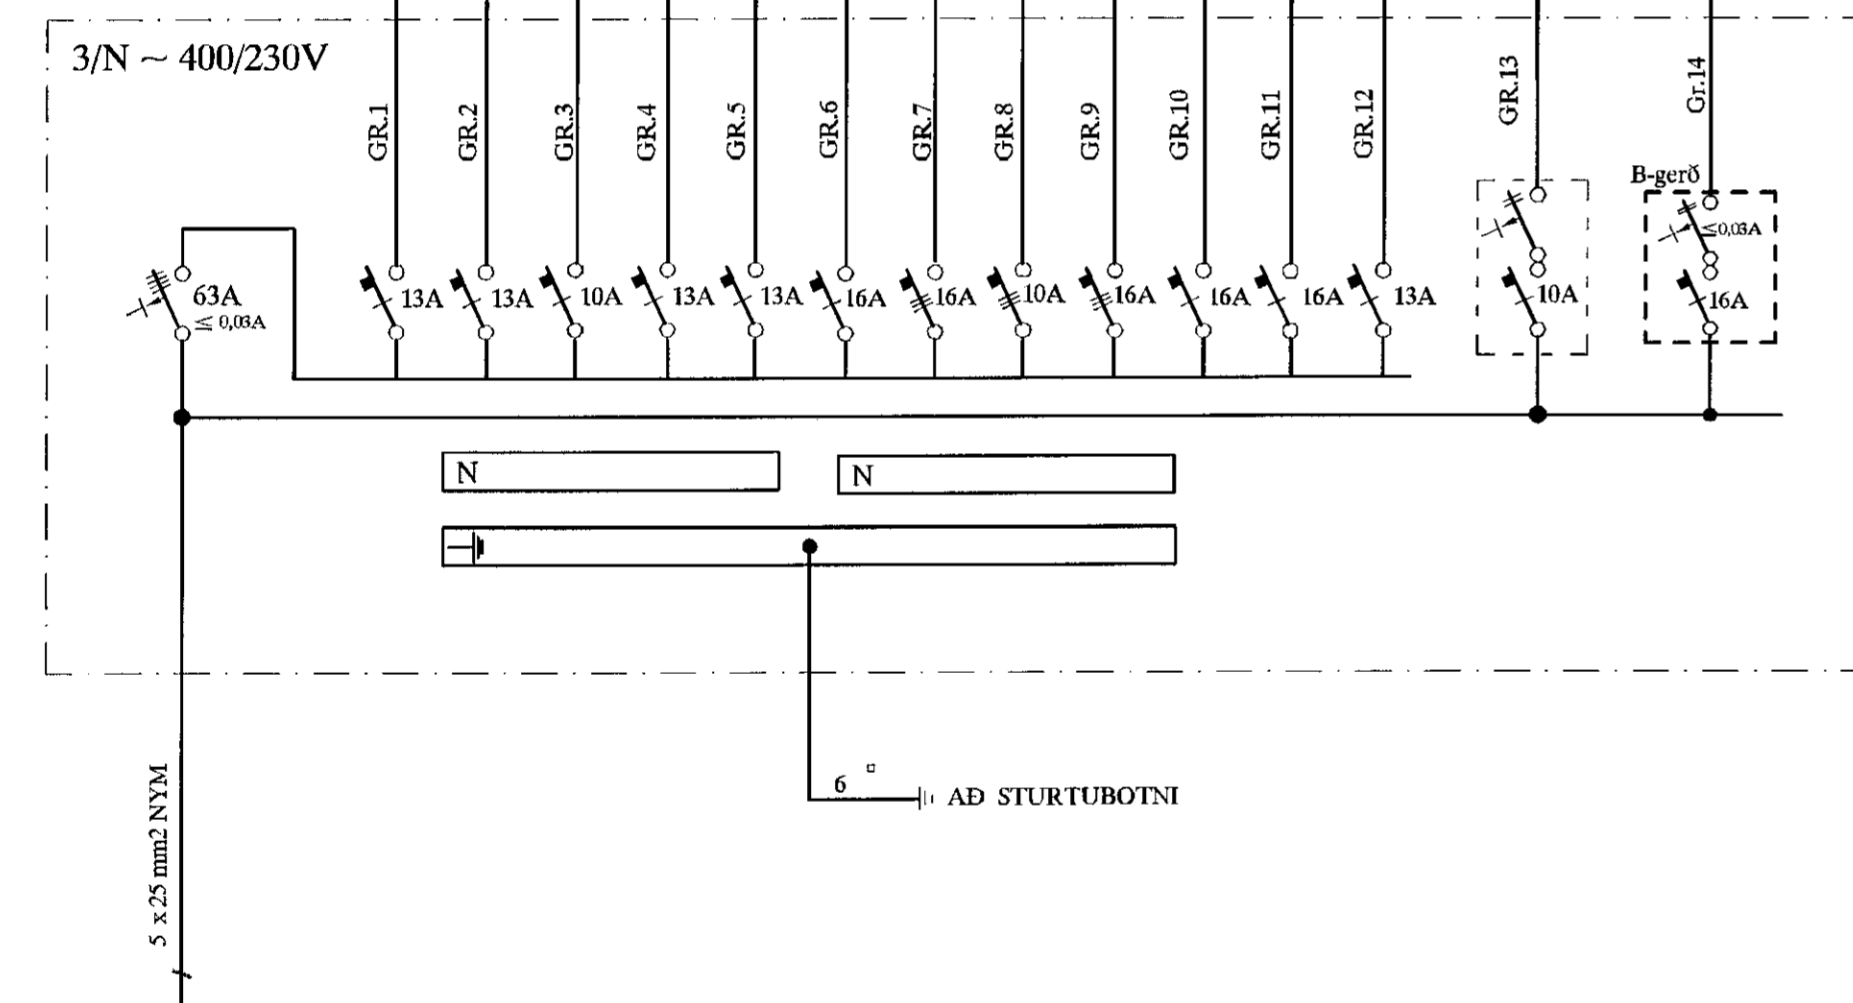 3/N ~ 400/230V
GR.1
GR.2
GR.3
GR.4
GR.5
GR.6
GR.7
GR.8
GR.9
GR.10
GR.11
GR.12
GR.13
Gr.14
B-gerð
≤0,03A
63A
≤ 0,03A
13A
13A
10A
13A
13A
16A
16A
10A
16A
16A
16A
13A
10A
16A
N
N
6 □
AÐ STURTUBOTNI
5 x 25 mm2 NYM